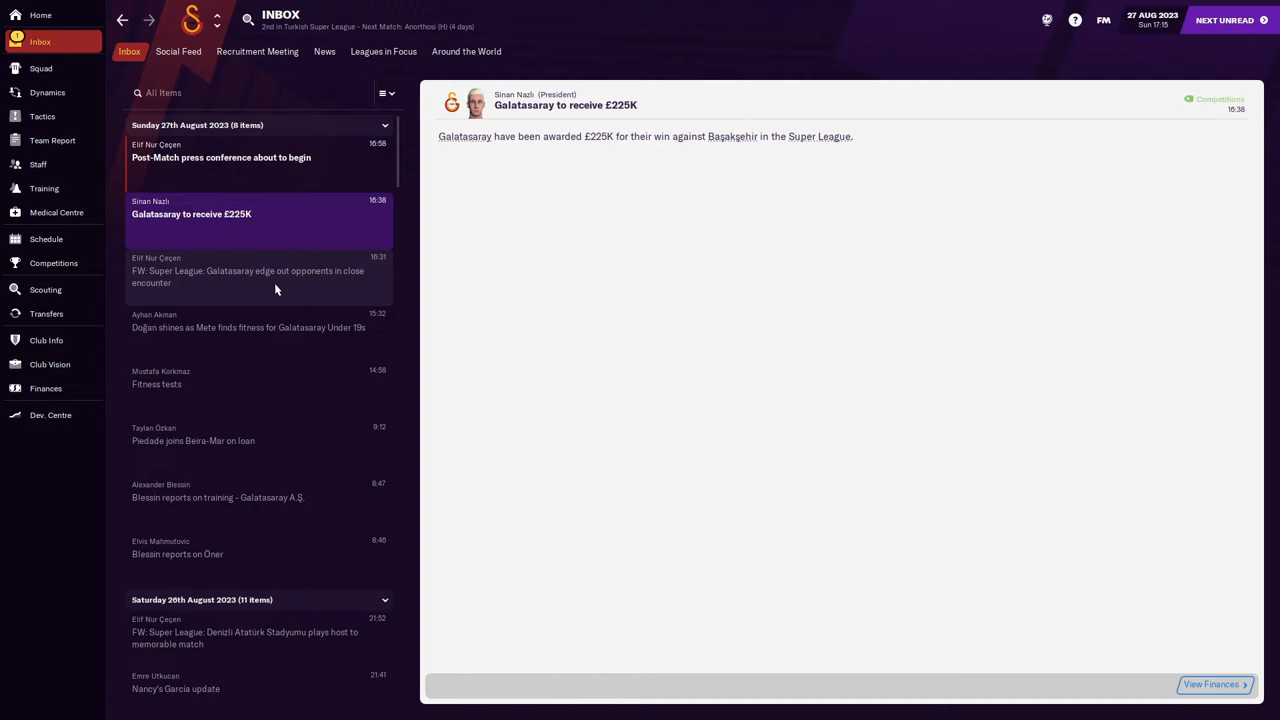 Home
1
Inbox
Squad
Dynamics
Tactics
Team Report
Staff
Training
Medical Centre
Schedule
Competitions
Scouting
Transfers
Club Info
Club Vision
Finances
Dev. Centre
INBOX
2nd in Turkish Super League - Next Match: Anorthosi (H) (4 days)
?
FM
27 AUG 2023
Sun 17:15
NEXT UNREAD
Inbox
Social Feed
Recruitment Meeting
News
Leagues in Focus
Around the World
All Items
Sunday 27th August 2023 (8 items)
Elif Nur Çeçen 16:58
Post-Match press conference about to begin
Sinan Nazlı 16:38
Galatasaray to receive £225K
Elif Nur Çeçen 16:31
FW: Super League: Galatasaray edge out opponents in close
encounter
Ayhan Akman 15:32
Doğan shines as Mete finds fitness for Galatasaray Under 19s
Mustafa Korkmaz 14:58
Fitness tests
Taylan Özkan 9:12
Piedade joins Beira-Mar on loan
Alexander Blessin 8:47
Blessin reports on training - Galatasaray A.Ş.
Elvis Mahmutovic 8:46
Blessin reports on Öner
Saturday 26th August 2023 (11 items)
Elif Nur Çeçen 21:52
FW: Super League: Denizli Atatürk Stadyumu plays host to
memorable match
Emre Utkucan 21:41
Nancy's García update
Sinan Nazlı (President)
Galatasaray to receive £225K
Competitions
16:38
Galatasaray have been awarded £225K for their win against Başakşehir in the Super League.
View Finances